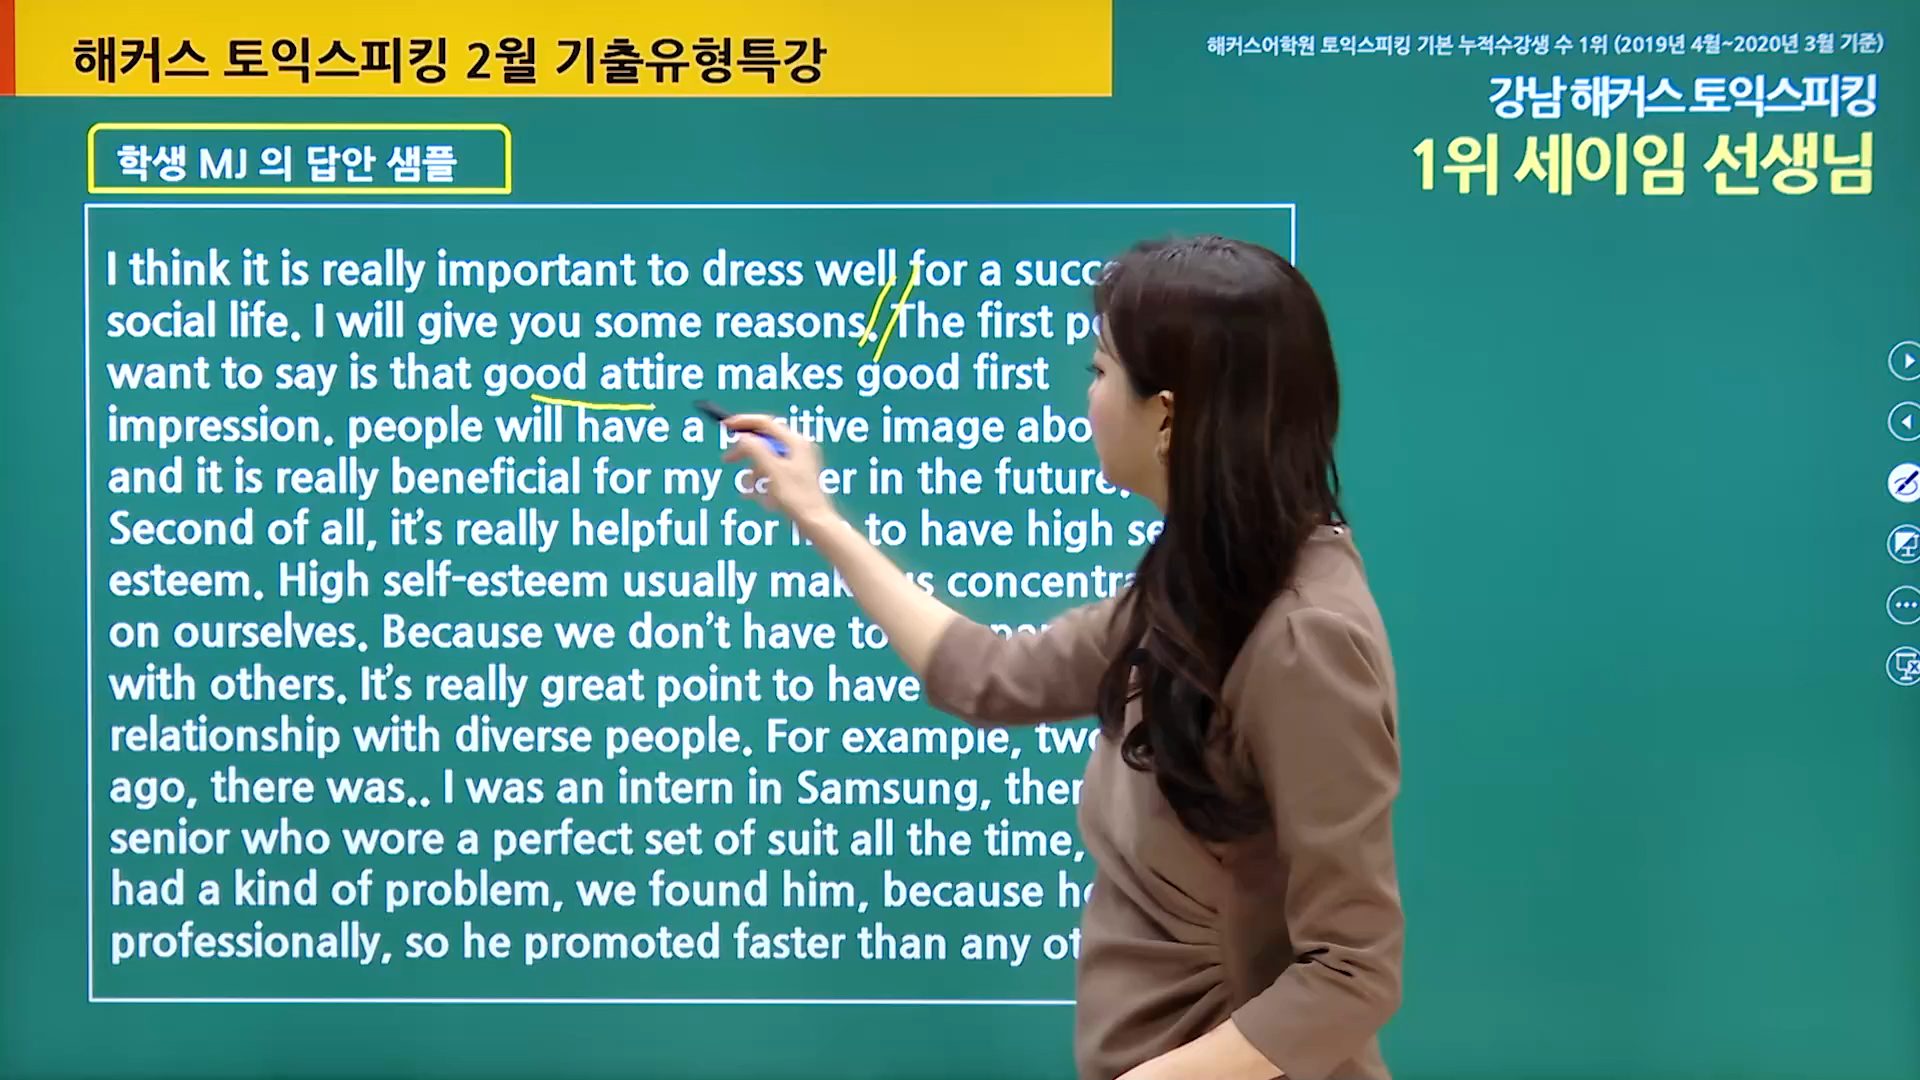 해커스 토익스피킹 2월 기출유형특강
해커스어학원 토익스피킹 기본 누적수강생 수 1위 (2019년 4월~2020년 3월 기준)
강남 해커스 토익스피킹
1위 세이임 선생님
학생 MJ 의 답안 샘플
I think it is really important to dress well for a
social life. I will give you some reasons. The first
want to say is that good attire makes good first
impression. people will have a positive image
and it is really beneficial for my in the future.
Second of all, it's really helpful for to have high
esteem. High self-esteem usually
on ourselves. Because we don't have to
with others. It's really great point to have
relationship with diverse people. For example,
ago, there was.. I was an intern in Samsung,
senior who wore a perfect set of suit all the time,
had a kind of problem, we found him, because
professionally, so he promoted faster than any